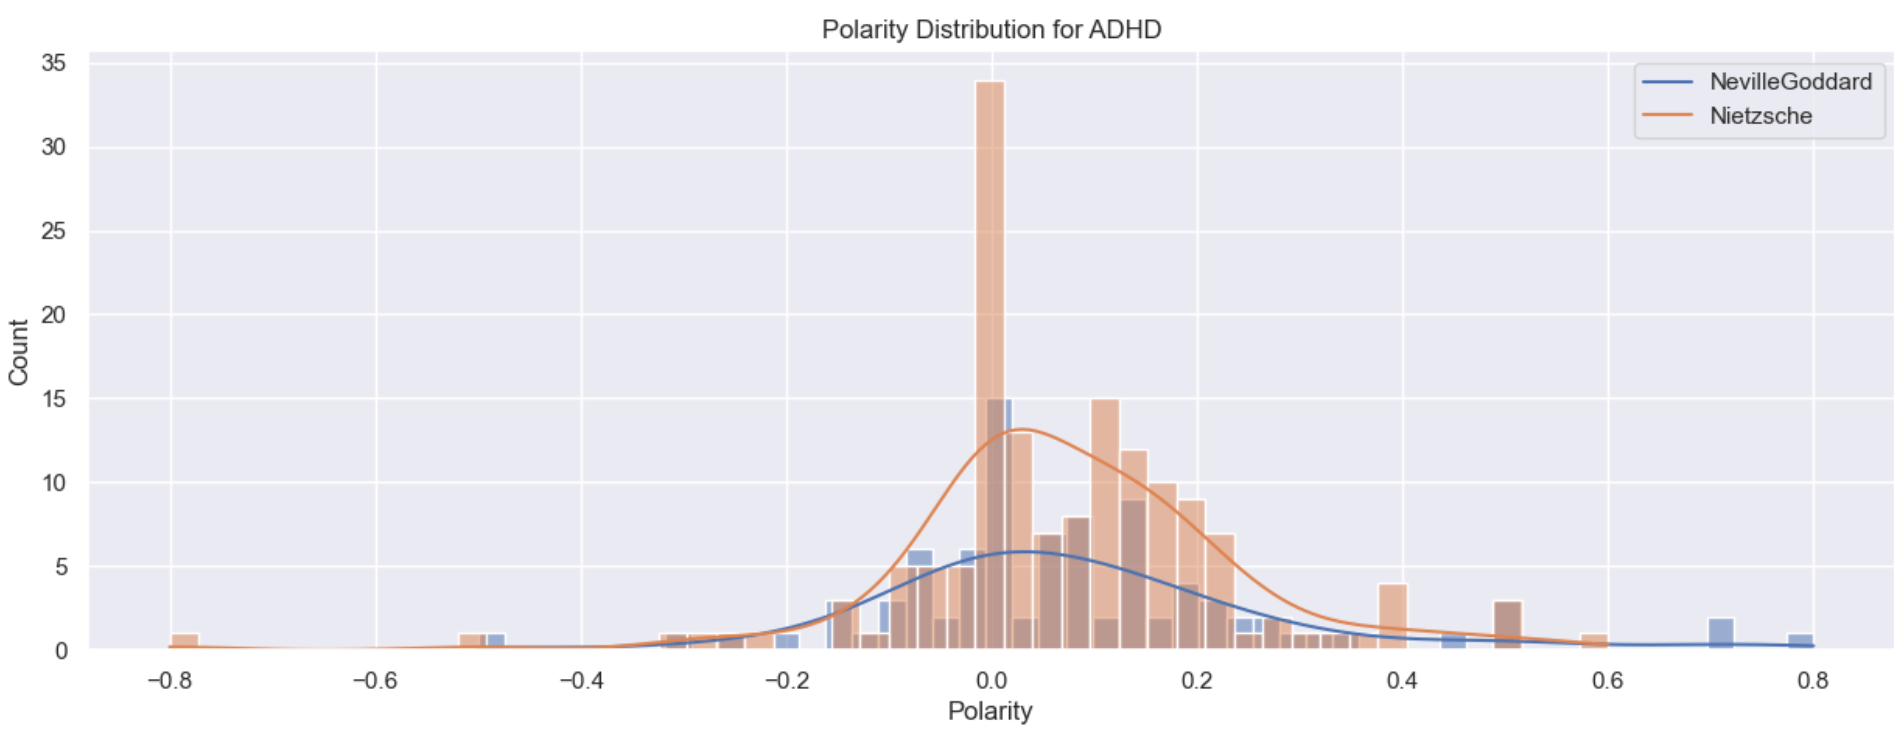 Polarity Distribution for ADHD
NevilleGoddard
Nietzsche
35
30
25
20
15
10
5
0
Count
−0.8 −0.6 −0.4 −0.2 0.0 0.2 0.4 0.6 0.8
Polarity